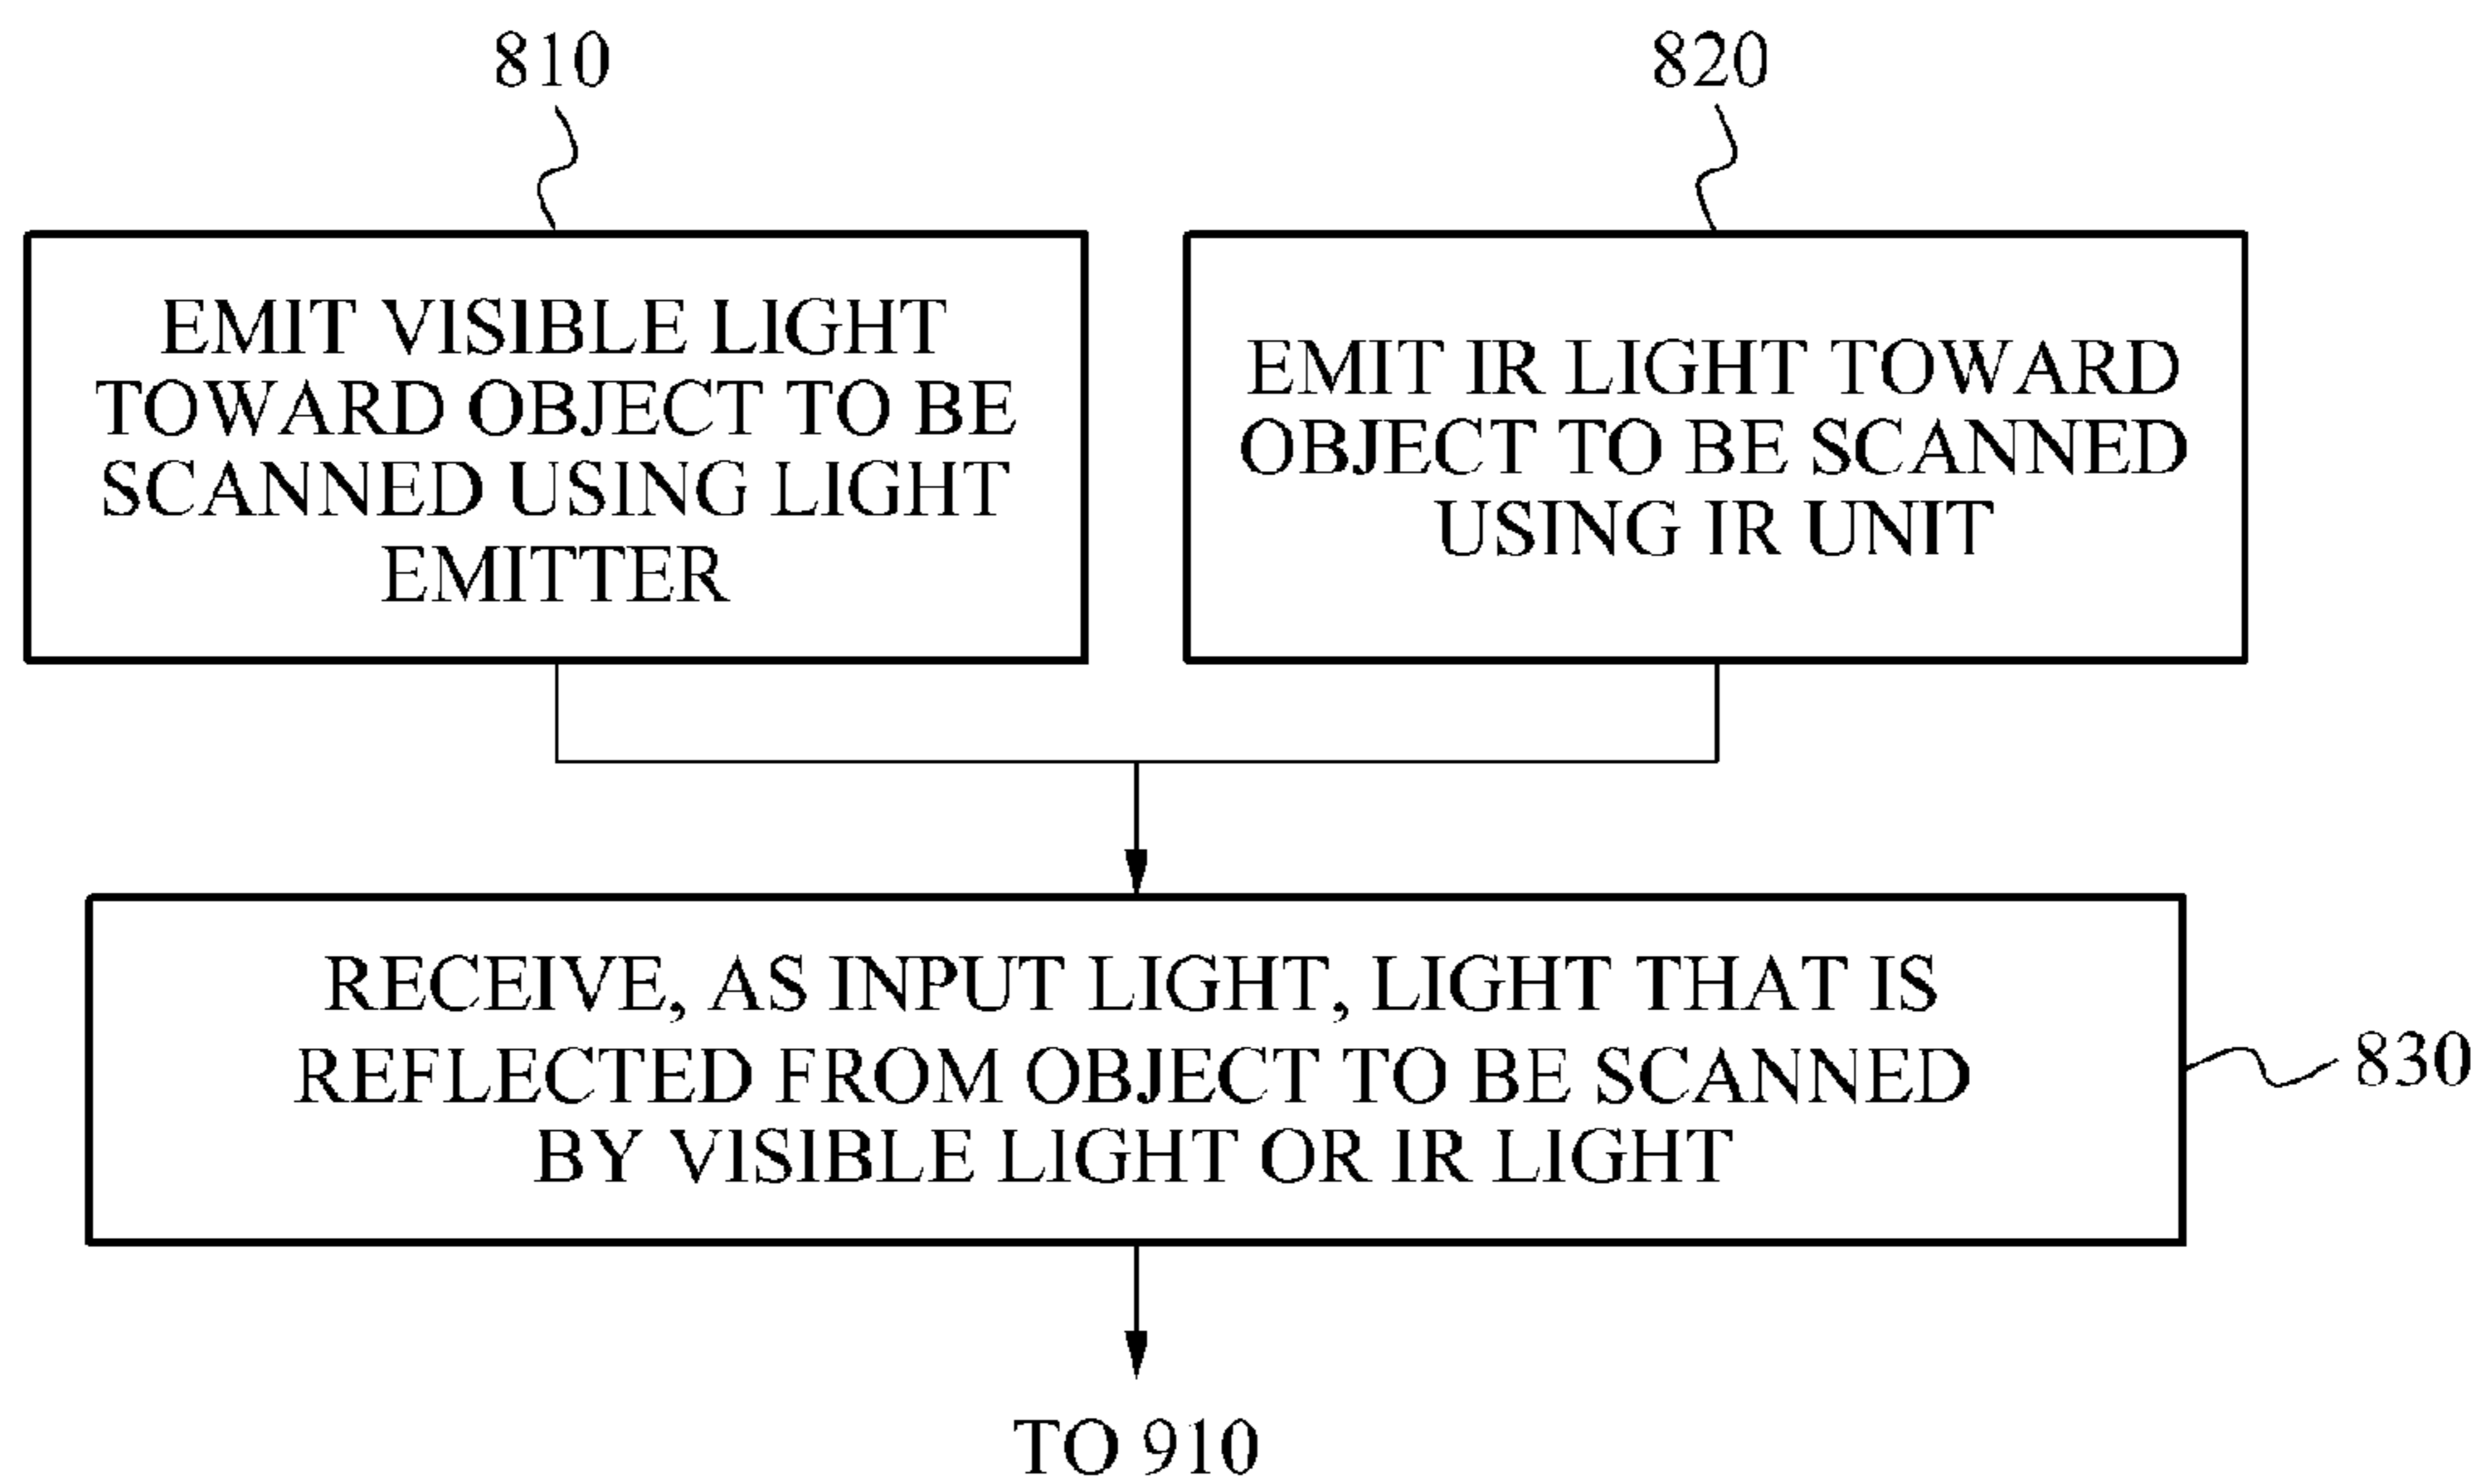 810
820
EMIT VISIBLE LIGHT
TOWARD OBJECT TO BE
SCANNED USING LIGHT
EMITTER
EMIT IR LIGHT TOWARD
OBJECT TO BE SCANNED
USING IR UNIT
RECEIVE, AS INPUT LIGHT, LIGHT THAT IS
REFLECTED FROM OBJECT TO BE SCANNED
BY VISIBLE LIGHT OR IR LIGHT
830
TO 910